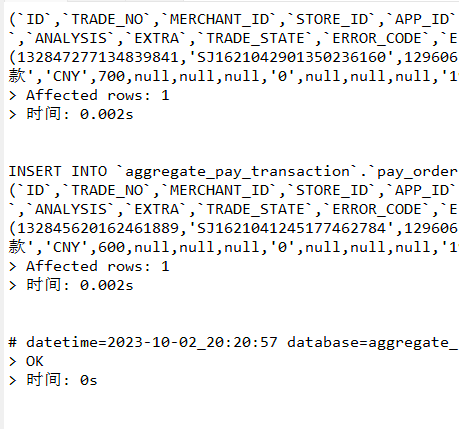 (`ID`,`TRADE_NO`,`MERCHANT_ID`,`STORE_ID`,`APP_ID`
`,`ANALYSIS`,`EXTRA`,`TRADE_STATE`,`ERROR_CODE`,`E
(132847277134839841,'SJ1621042901350236160',129606
款','CNY',700,null,null,null,'0',null,null,null,'1
> Affected rows: 1
> 时间: 0.002s
INSERT INTO `aggregate_pay_transaction`.`pay_order
(`ID`,`TRADE_NO`,`MERCHANT_ID`,`STORE_ID`,`APP_ID`
`,`ANALYSIS`,`EXTRA`,`TRADE_STATE`,`ERROR_CODE`,`E
(132845620162461889,'SJ1621041245177462784',129606
款','CNY',600,null,null,null,'0',null,null,null,'1
> Affected rows: 1
> 时间: 0.002s
# datetime=2023-10-02_20:20:57 database=aggregate_
> OK
> 时间: 0s